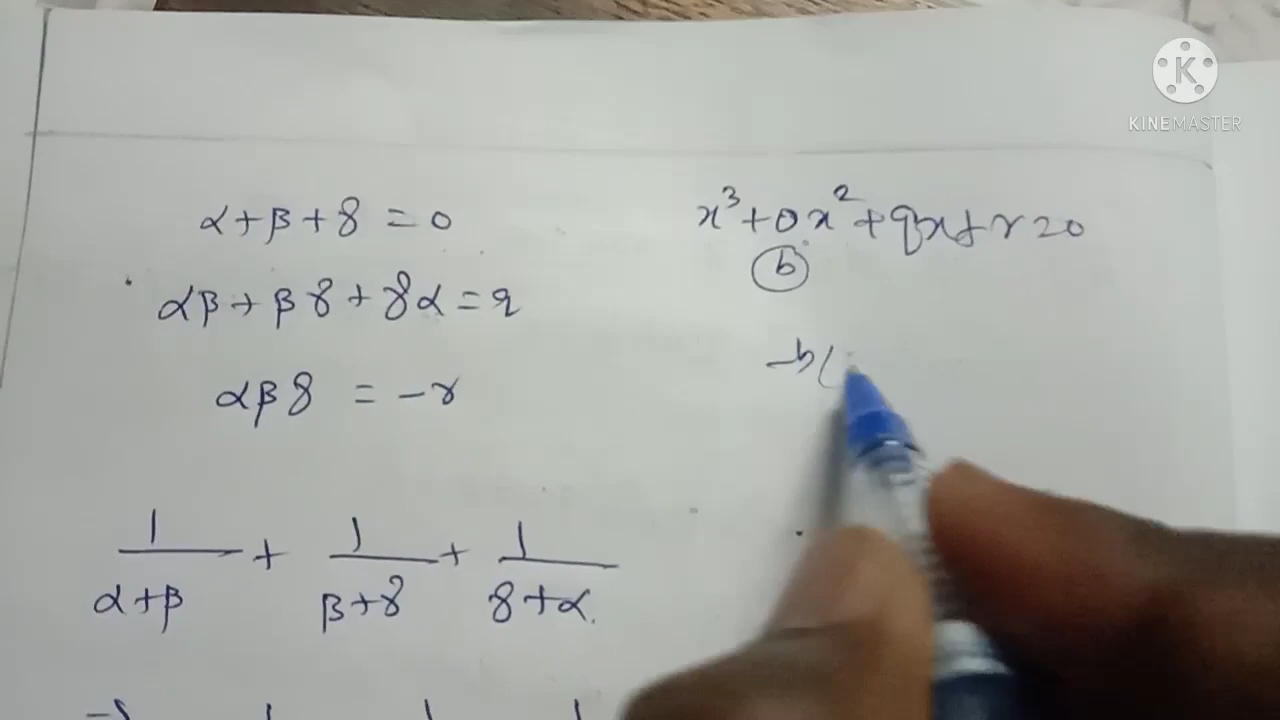 K
KINEMASTER
α+β+γ = 0
x³+0x²+qx+r=0
b
αβ+βγ+γα=q
-b/
αβγ = -r
1/(α+β) + 1/(β+γ) + 1/(γ+α)